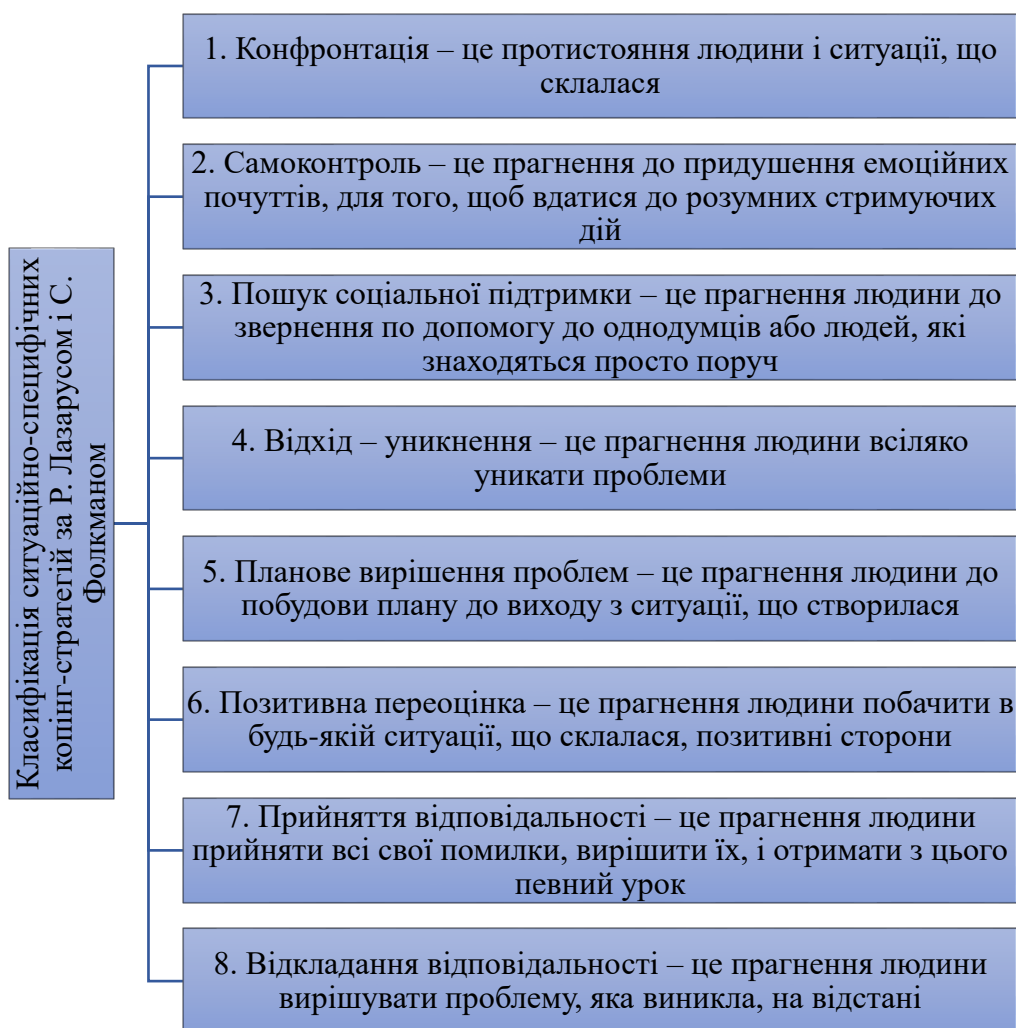 Класифікація ситуаційно-специфічних
копінг-стратегій за Р. Лазарусом і С.
Фолкманом
1. Конфронтація – це протистояння людини і ситуації, що
склалася
2. Самоконтроль – це прагнення до придушення емоційних
почуттів, для того, щоб вдатися до розумних стримуючих
дій
3. Пошук соціальної підтримки – це прагнення людини до
звернення по допомогу до однодумців або людей, які
знаходяться просто поруч
4. Відхід – уникнення – це прагнення людини всіляко
уникати проблеми
5. Планове вирішення проблем – це прагнення людини до
побудови плану до виходу з ситуації, що створилася
6. Позитивна переоцінка – це прагнення людини побачити в
будь-якій ситуації, що склалася, позитивні сторони
7. Прийняття відповідальності – це прагнення людини
прийняти всі свої помилки, вирішити їх, і отримати з цього
певний урок
8. Відкладання відповідальності – це прагнення людини
вирішувати проблему, яка виникла, на відстані